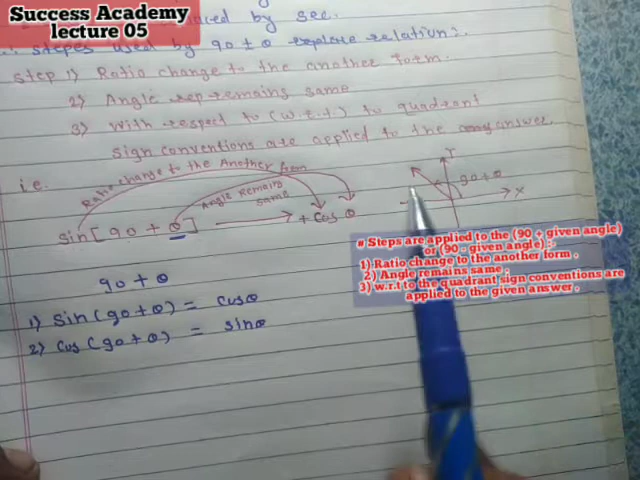 Success Academy
lecture 05
by sec.
steps used by 90 ± θ explore relation:
step 1) Ratio change to the another form.
2) Angle remains same
3) With respect to (w.r.t) to quadrant
sign conventions are applied to the answer.
i.e.
Ratio change to the Another from
Angle Remains same
sin[90 + θ] → + cos θ
Y
90+θ
X
# Steps are applied to the (90 + given angle)
or (90 - given angle):-
1) Ratio change to the another form .
2) Angle remains same .
3) w.r.t to the quadrant sign conventions are
applied to the given answer .
90 + θ
1) sin(90+θ) = cosθ
2) cos(90+θ) = sinθ